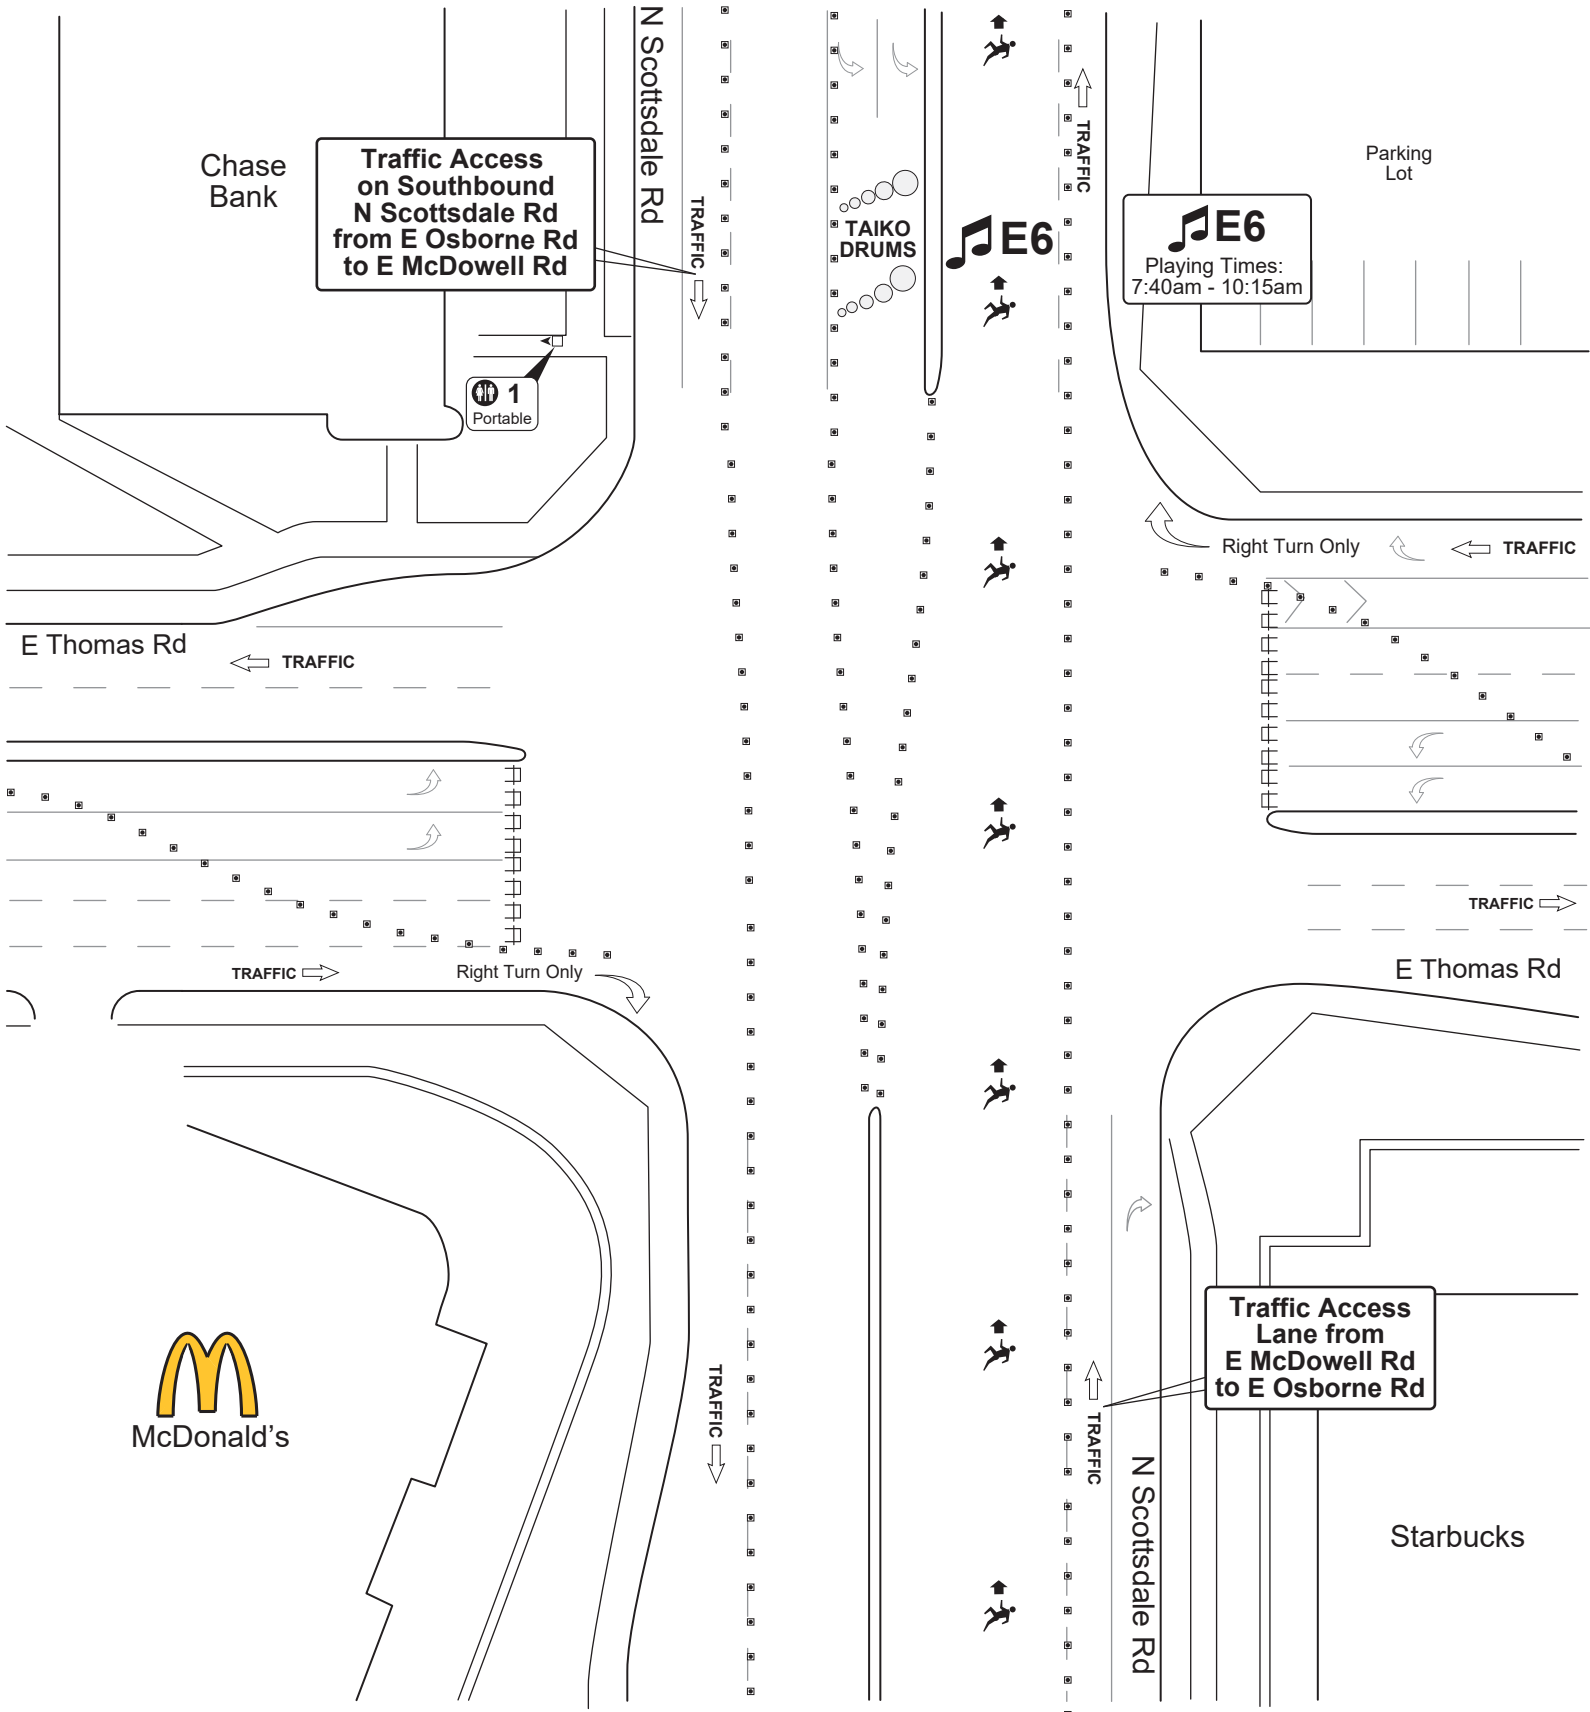 N Scottsdale Rd
Chase
Bank
Traffic Access
on Southbound
N Scottsdale Rd
from E Osborne Rd
to E McDowell Rd
TRAFFIC
TAIKO
DRUMS
E6
TRAFFIC
Parking
Lot
E6
Playing Times:
7:40am - 10:15am
1
Portable
Right Turn Only
TRAFFIC
E Thomas Rd
TRAFFIC
TRAFFIC
E Thomas Rd
TRAFFIC
Right Turn Only
Traffic Access
Lane from
E McDowell Rd
to E Osborne Rd
McDonald's
TRAFFIC
TRAFFIC
N Scottsdale Rd
Starbucks